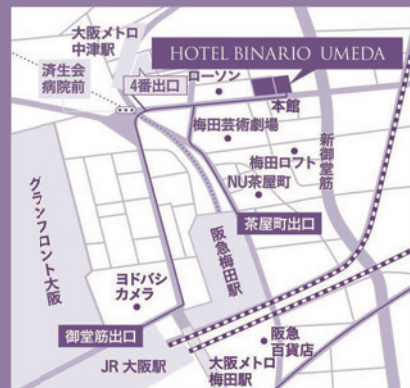 大阪メトロ
中津駅
HOTEL BINARIO UMEDA
済生会
病院前
4番出口
ローソン
本館
梅田芸術劇場
新御堂筋
梅田ロフト
NU茶屋町
グランフロント大阪
茶屋町出口
阪急梅田駅
ヨドバシ
カメラ
御堂筋出口
阪急
百貨店
JR 大阪駅
大阪メトロ
梅田駅